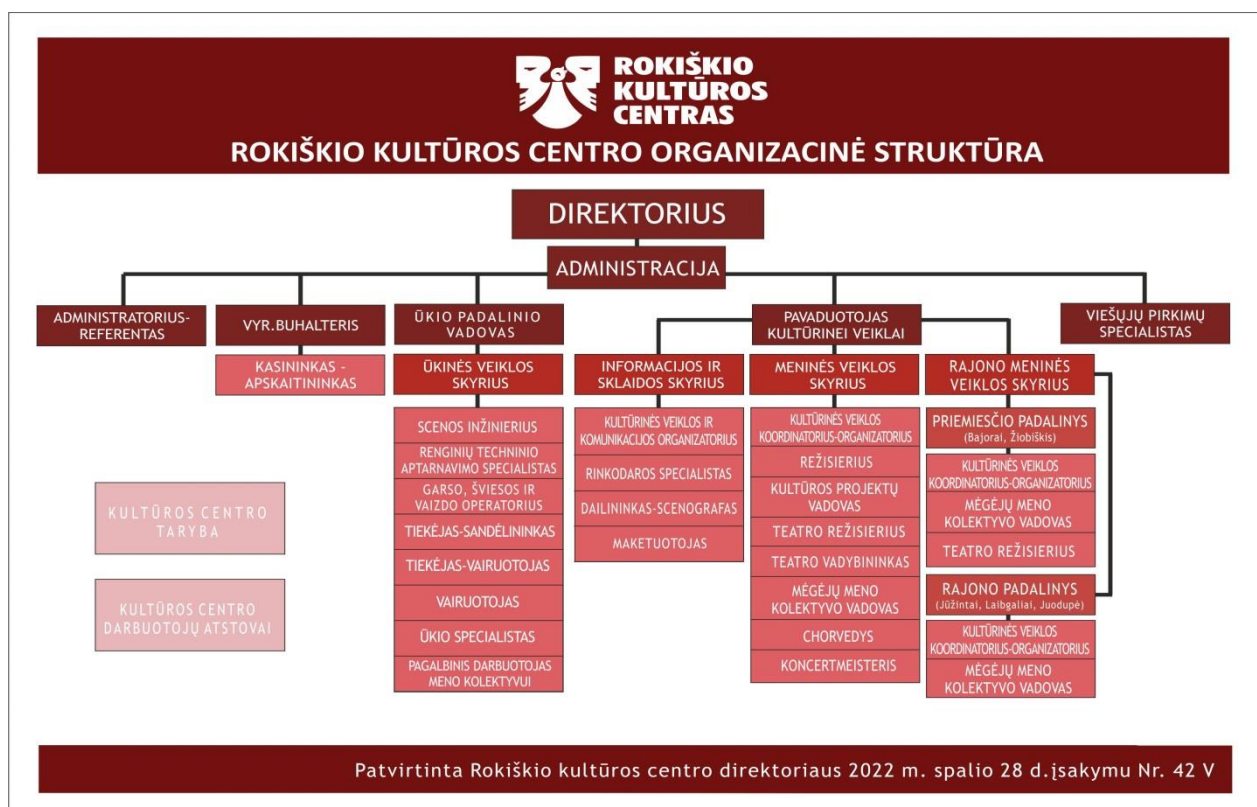 ROKIŠKIO
KULTŪROS
CENTRAS
ROKIŠKIO KULTŪROS CENTRO ORGANIZACINĖ STRUKTŪRA
DIREKTORIUS
ADMINISTRACIJA
ADMINISTRATORIUS-
REFERENTAS
VYR.BUHALTERIS
KASININKAS -
APSKAITININKAS
ŪKIO PADALINIO
VADOVAS
ŪKINĖS VEIKLOS
SKYRIUS
SCENOS INŽINIERIUS
RENGINIŲ TECHNINIO
APTARNAVIMO SPECIALISTAS
GARSO, ŠVIESOS IR
VAIZDO OPERATORIUS
TIEKĖJAS-SANDĖLININKAS
TIEKĖJAS-VAIRUOTOJAS
VAIRUOTOJAS
ŪKIO SPECIALISTAS
PAGALBINIS DARBUOTOJAS
MENO KOLEKTYVUI
PAVADUOTOJAS
KULTŪRINEI VEIKLAI
INFORMACIJOS IR
SKLAIDOS SKYRIUS
KULTŪRINĖS VEIKLOS IR
KOMUNIKACIJOS ORGANIZATORIUS
RINKODAROS SPECIALISTAS
DAILININKAS-SCENOGRAFAS
MAKETUOTOJAS
MENINĖS VEIKLOS
SKYRIUS
KULTŪRINĖS VEIKLOS
KOORDINATORIUS-ORGANIZATORIUS
REŽISIERIUS
KULTŪROS PROJEKTŲ
VADOVAS
TEATRO REŽISIERIUS
TEATRO VADYBININKAS
MĖGĖJŲ MENO
KOLEKTYVO VADOVAS
CHORVEDYS
KONCERTMEISTERIS
RAJONO MENINĖS
VEIKLOS SKYRIUS
PRIEMIESČIO PADALINYS
(Bajorai, Žiobiškis)
KULTŪRINĖS VEIKLOS
KOORDINATORIUS-ORGANIZATORIUS
MĖGĖJŲ MENO
KOLEKTYVO VADOVAS
TEATRO REŽISIERIUS
RAJONO PADALINYS
(Jūžintai, Laibgaliai, Juodupė)
KULTŪRINĖS VEIKLOS
KOORDINATORIUS-ORGANIZATORIUS
MĖGĖJŲ MENO
KOLEKTYVO VADOVAS
VIEŠŲJŲ PIRKIMŲ
SPECIALISTAS
KULTŪROS CENTRO
TARYBA
KULTŪROS CENTRO
DARBUOTOJŲ ATSTOVAI
Patvirtinta Rokiškio kultūros centro direktoriaus 2022 m. spalio 28 d.įsakymu Nr. 42 V